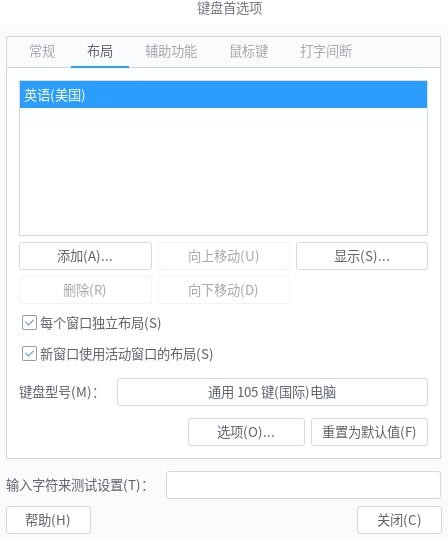 键盘首选项
常规 布局 辅助功能 鼠标键 打字间断
英语(美国)
添加(A)... 向上移动(U) 显示(S)...
删除(R) 向下移动(D)
每个窗口独立布局(S)
新窗口使用活动窗口的布局(S)
键盘型号(M)： 通用 105 键(国际)电脑
选项(O)... 重置为默认值(F)
输入字符来测试设置(T)：
帮助(H) 关闭(C)